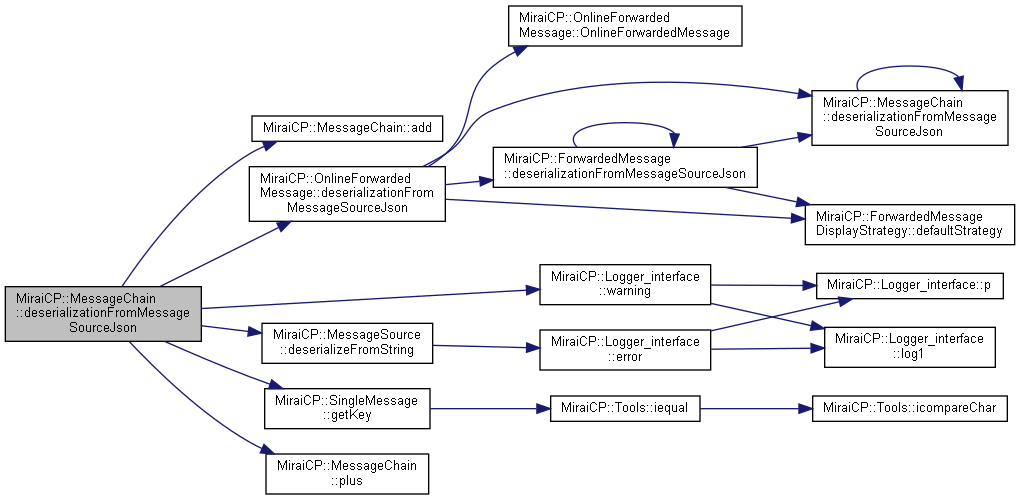 MiraiCP::OnlineForwarded
Message::OnlineForwardedMessage
MiraiCP::MessageChain
::deserializationFromMessage
SourceJson
MiraiCP::MessageChain::add
MiraiCP::ForwardedMessage
::deserializationFromMessageSourceJson
MiraiCP::OnlineForwarded
Message::deserializationFrom
MessageSourceJson
MiraiCP::ForwardedMessage
DisplayStrategy::defaultStrategy
MiraiCP::MessageChain
::deserializationFromMessage
SourceJson
MiraiCP::Logger_interface
::warning
MiraiCP::Logger_interface::p
MiraiCP::MessageSource
::deserializeFromString
MiraiCP::Logger_interface
::error
MiraiCP::Logger_interface
::log1
MiraiCP::SingleMessage
::getKey
MiraiCP::Tools::iequal
MiraiCP::Tools::icompareChar
MiraiCP::MessageChain
::plus